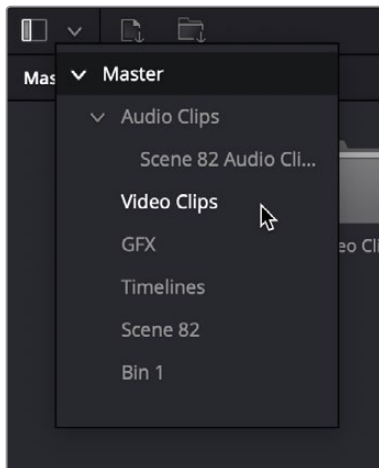 Mas
Master
Audio Clips
Scene 82 Audio Cli...
Video Clips
GFX
eo Cli
Timelines
Scene 82
Bin 1